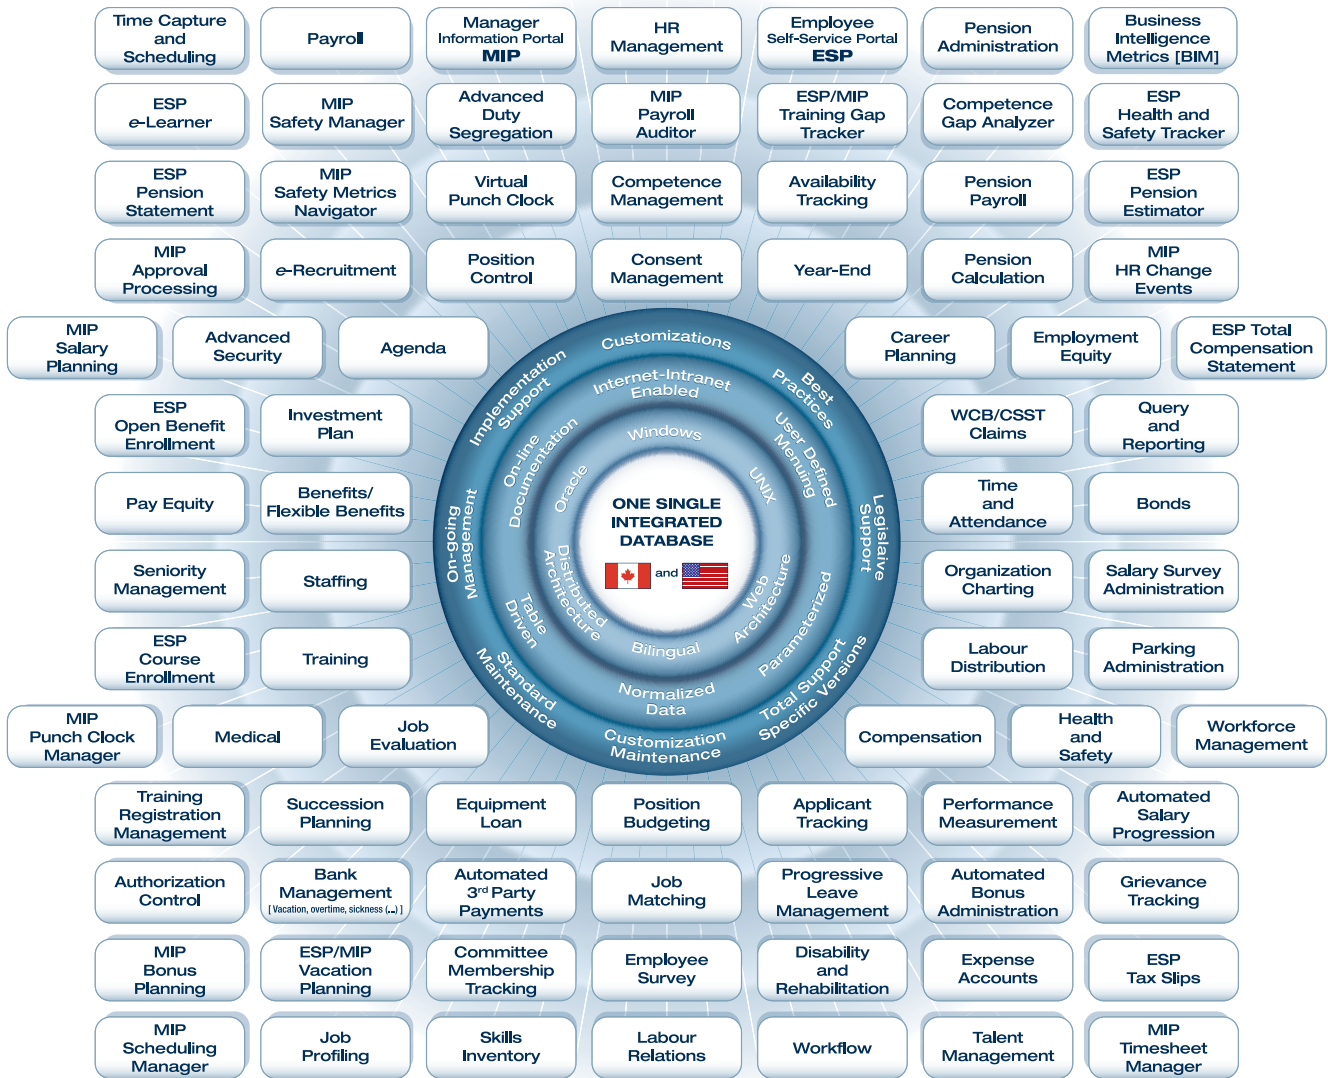 Time Capture
and
Scheduling
Payroll
Manager
Information Portal
MIP
HR
Management
Employee
Self-Service Portal
ESP
Pension
Administration
Business
Intelligence
Metrics [BIM]
ESP
e-Learner
MIP
Safety Manager
Advanced
Duty
Segregation
MIP
Payroll
Auditor
ESP/MIP
Training Gap
Tracker
Competence
Gap Analyzer
ESP
Health and
Safety Tracker
ESP
Pension
Statement
MIP
Safety Metrics
Navigator
Virtual
Punch Clock
Competence
Management
Availability
Tracking
Pension
Payroll
ESP
Pension
Estimator
MIP
Approval
Processing
e-Recruitment
Position
Control
Consent
Management
Year-End
Pension
Calculation
MIP
HR Change
Events
MIP
Salary
Planning
Advanced
Security
Agenda
Career
Planning
Employment
Equity
ESP Total
Compensation
Statement
ESP
Open Benefit
Enrollment
Investment
Plan
WCB/CSST
Claims
Query
and
Reporting
Pay Equity
Benefits/
Flexible Benefits
Time
and
Attendance
Bonds
Seniority
Management
Staffing
Organization
Charting
Salary Survey
Administration
ESP
Course
Enrollment
Training
Labour
Distribution
Parking
Administration
MIP
Punch Clock
Manager
Medical
Job
Evaluation
Compensation
Health
and
Safety
Workforce
Management
Customizations
Best
Practices
Legislaive
Support
Total Support
Specific Versions
Customization
Maintenance
Standard
Maintenance
On-going
Management
Implementation
Support
Internet-Intranet
Enabled
User Defined
Menuing
Parameterized
Normalized
Data
Table
Driven
On-line
Documentation
Windows
UNIX
Web
Architecture
Bilingual
Distributed
Architecture
Oracle
ONE SINGLE
INTEGRATED
DATABASE
and
Training
Registration
Management
Succession
Planning
Equipment
Loan
Position
Budgeting
Applicant
Tracking
Performance
Measurement
Automated
Salary
Progression
Authorization
Control
Bank
Management
[ Vacation, overtime, sickness (...) ]
Automated
3rd Party
Payments
Job
Matching
Progressive
Leave
Management
Automated
Bonus
Administration
Grievance
Tracking
MIP
Bonus
Planning
ESP/MIP
Vacation
Planning
Committee
Membership
Tracking
Employee
Survey
Disability
and
Rehabilitation
Expense
Accounts
ESP
Tax Slips
MIP
Scheduling
Manager
Job
Profiling
Skills
Inventory
Labour
Relations
Workflow
Talent
Management
MIP
Timesheet
Manager